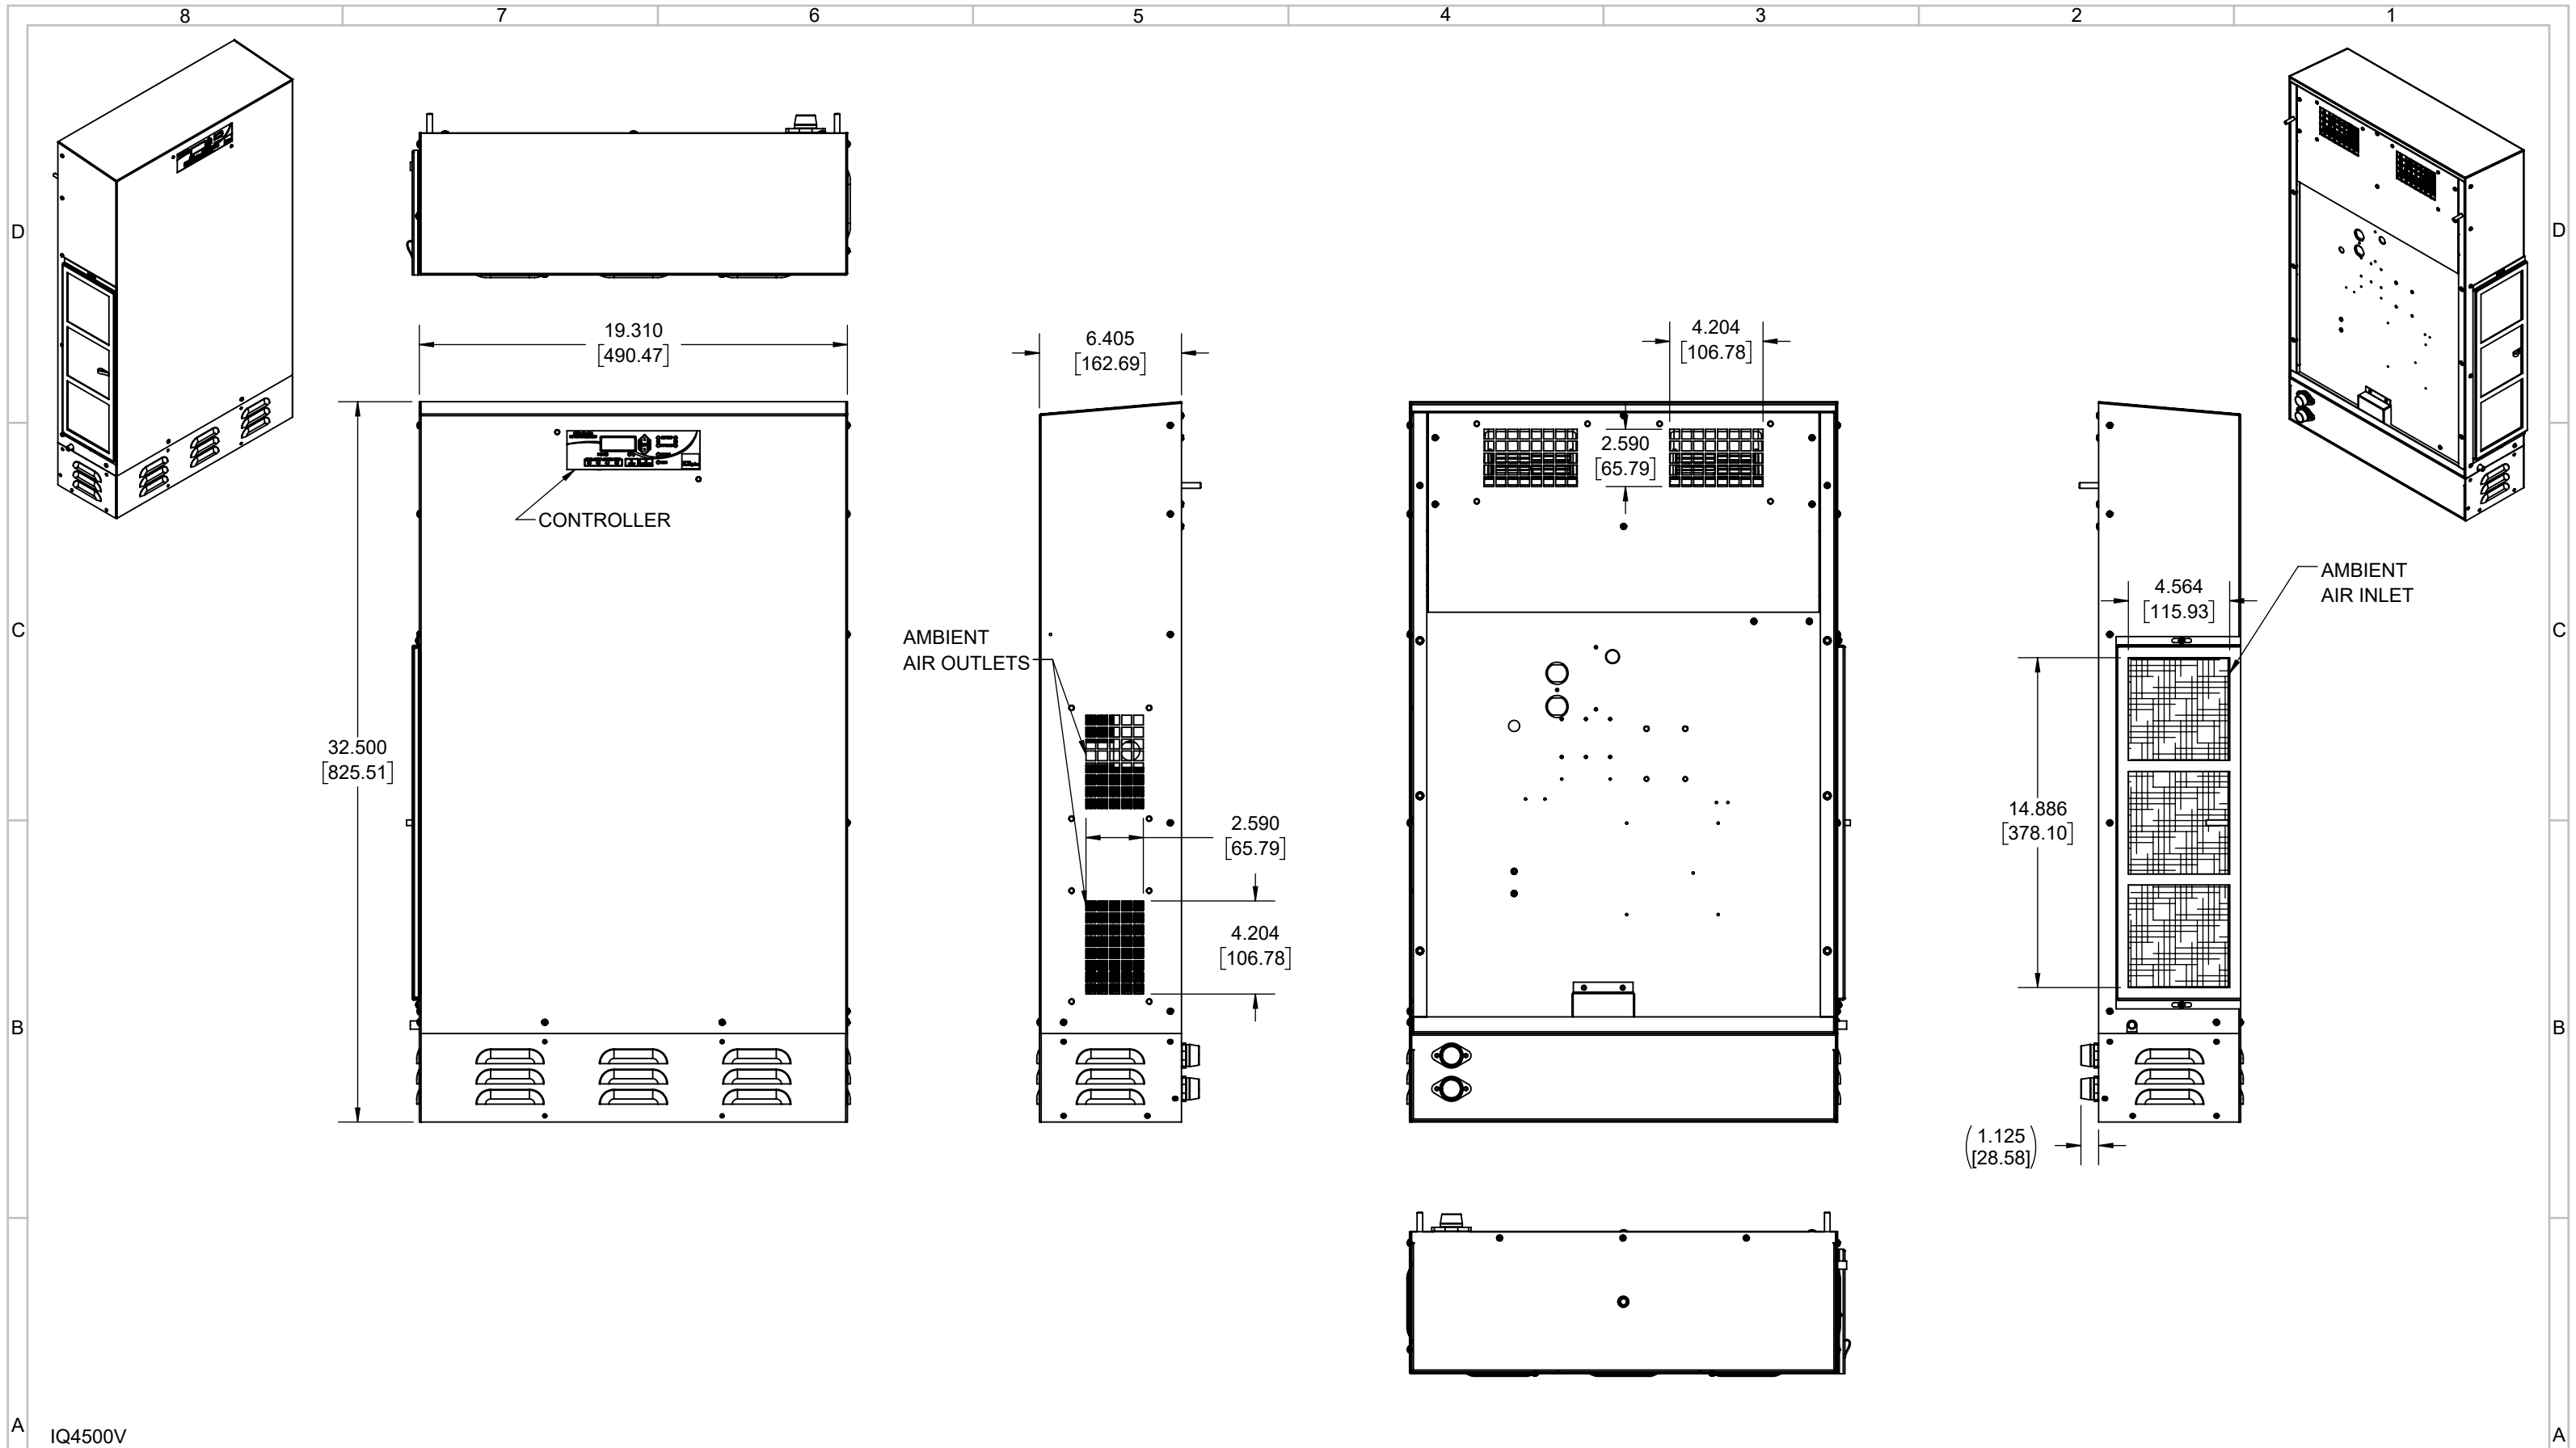 8 7 6 5 4 3 2 1
D D
19.310
[490.47]
6.405
[162.69]
4.204
[106.78]
2.590
[65.79]
CONTROLLER
AMBIENT
AIR INLET
4.564
[115.93]
C C
AMBIENT
AIR OUTLETS
32.500
[825.51]
14.886
[378.10]
2.590
[65.79]
4.204
[106.78]
B B
(1.125
[28.58])
A A
IQ4500V